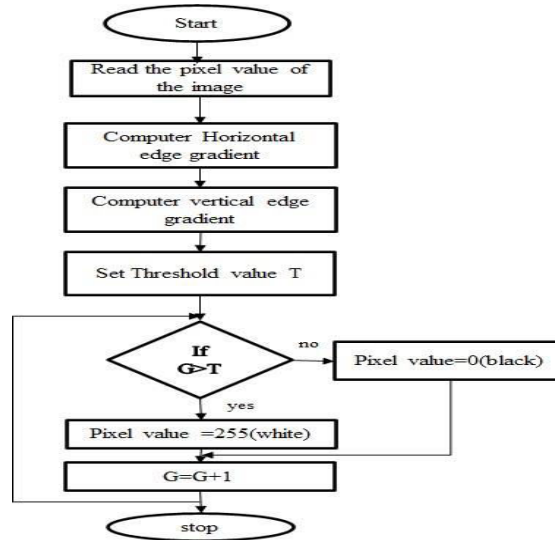 Start
Read the pixel value of
the image
Computer Horizontal
edge gradient
Computer vertical edge
gradient
Set Threshold value T
If
G>T
no
Pixel value=0(black)
yes
Pixel value =255(white)
G=G+1
stop